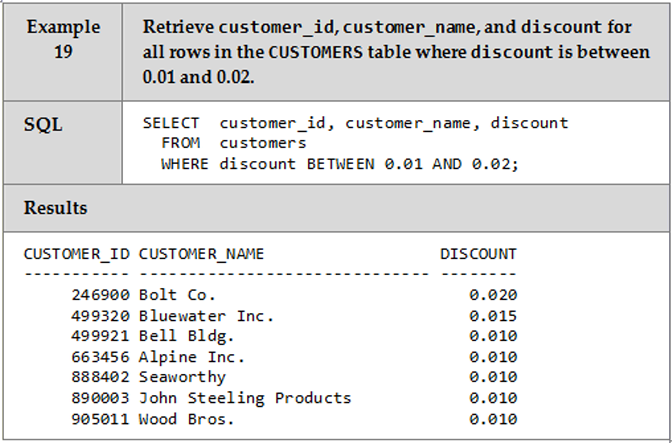 Example
19
Retrieve customer_id, customer_name, and discount for
all rows in the CUSTOMERS table where discount is between
0.01 and 0.02.
SQL
SELECT  customer_id, customer_name, discount
  FROM  customers
  WHERE discount BETWEEN 0.01 AND 0.02;
Results
CUSTOMER_ID CUSTOMER_NAME                  DISCOUNT
----------- ------------------------------ --------
     246900 Bolt Co.                          0.020
     499320 Bluewater Inc.                    0.015
     499921 Bell Bldg.                        0.010
     663456 Alpine Inc.                       0.010
     888402 Seaworthy                         0.010
     890003 John Steeling Products            0.010
     905011 Wood Bros.                        0.010